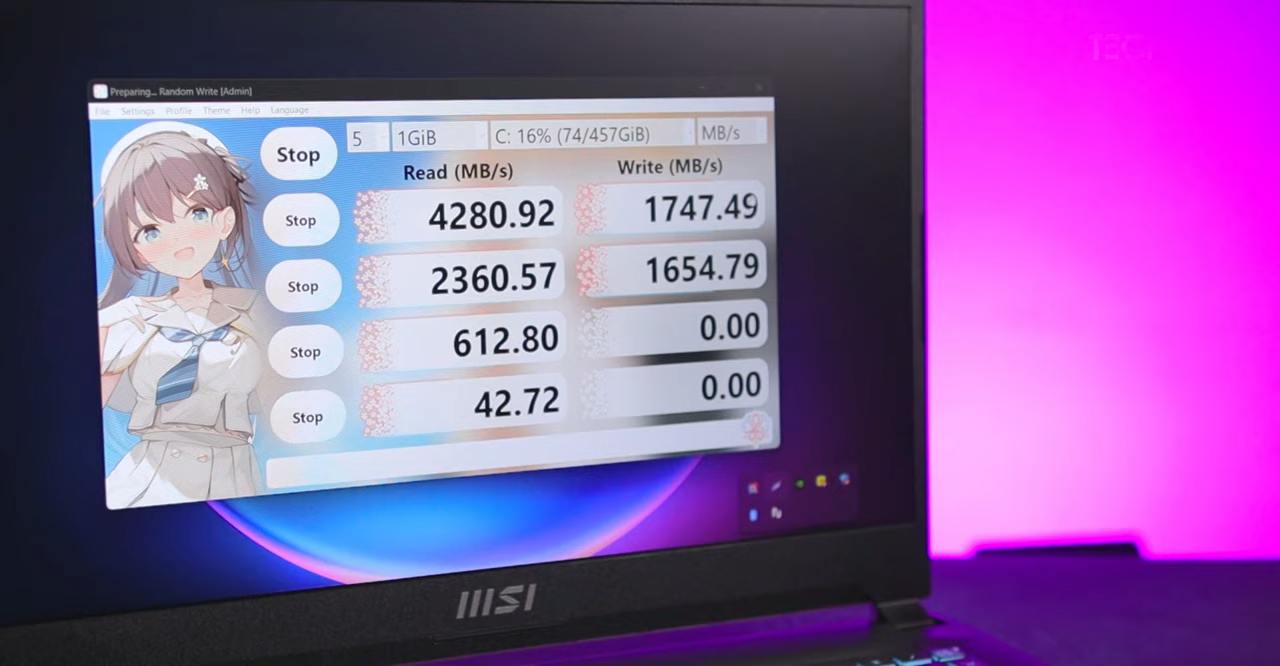 TEC
Preparing... Random Write [Admin]
File Settings Profile Theme Help Language
Stop 5 1GiB C: 16% (74/457GiB) MB/s
Read (MB/s) Write (MB/s)
Stop 4280.92 1747.49
Stop 2360.57 1654.79
Stop 612.80 0.00
Stop 42.72 0.00
msi